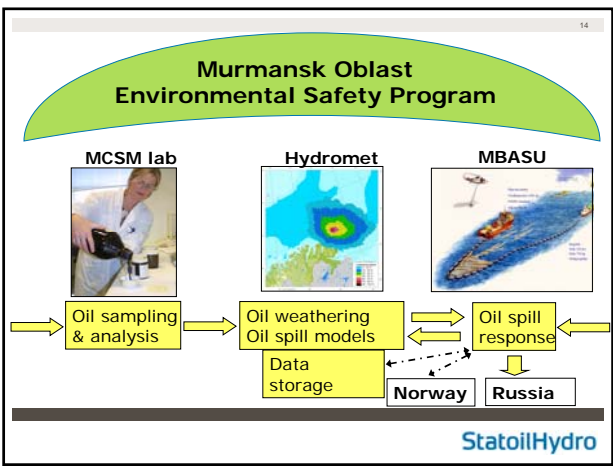 14
Murmansk Oblast
Environmental Safety Program
MCSM lab
Hydromet
MBASU
Oil sampling
& analysis
Oil weathering
Oil spill models
Oil spill
response
Data
storage
Norway
Russia
StatoilHydro